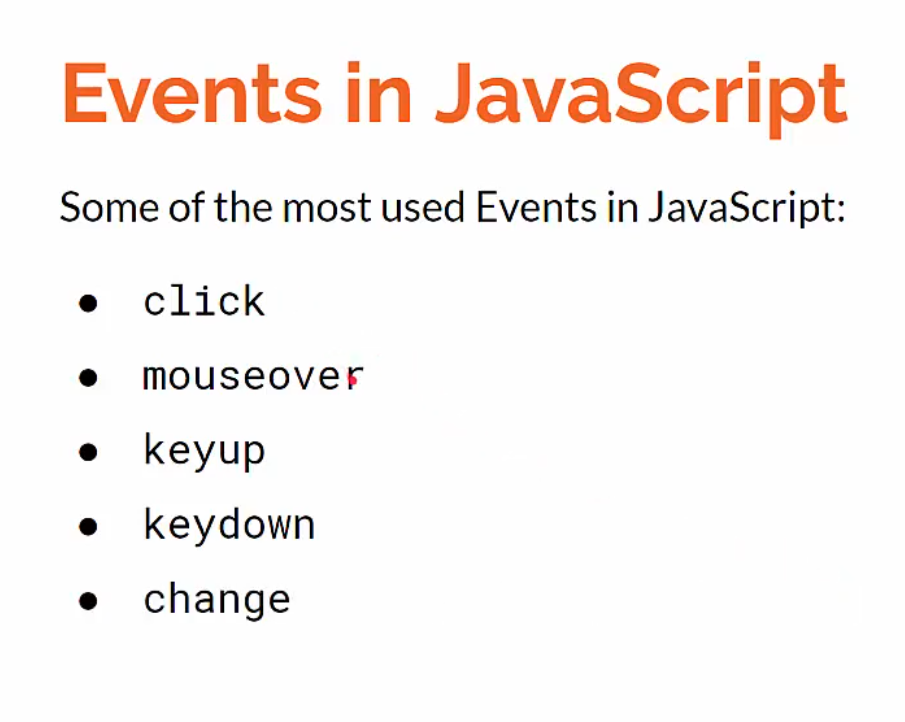 Events in JavaScript
Some of the most used Events in JavaScript:
● click
● mouseover
● keyup
● keydown
● change